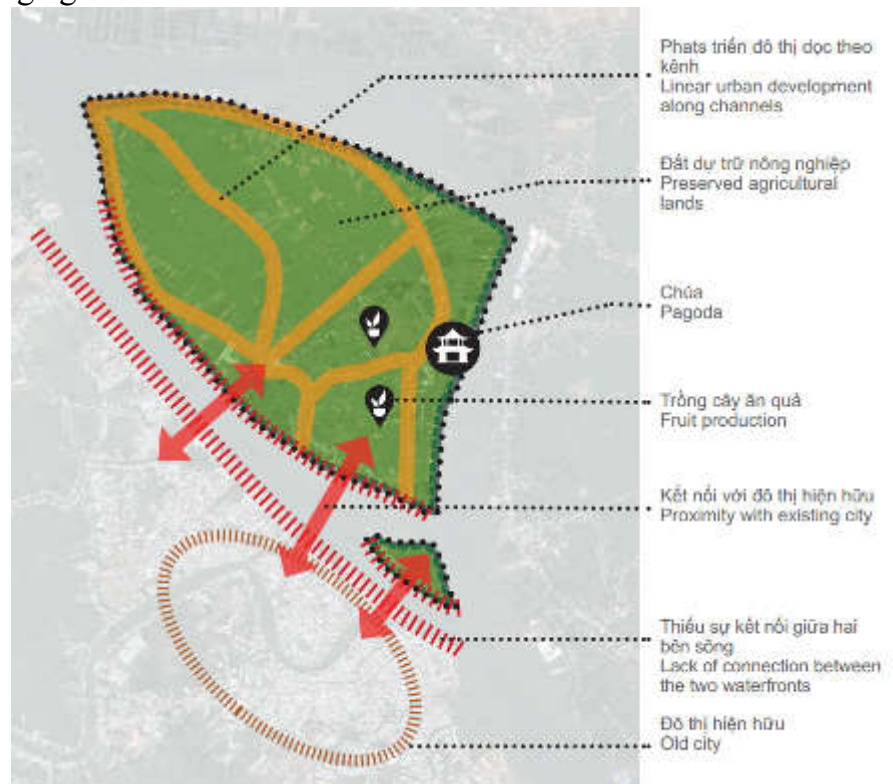 Phats triển đô thị dọc theo
kênh
Linear urban development
along channels
Đất dự trữ nông nghiệp
Preserved agricultural
lands
Chùa
Pagoda
Trồng cây ăn quả
Fruit production
Kết nối với đô thị hiện hữu
Proximity with existing city
Thiếu sự kết nối giữa hai
bên sông
Lack of connection between
the two waterfronts
Đô thị hiện hữu
Old city